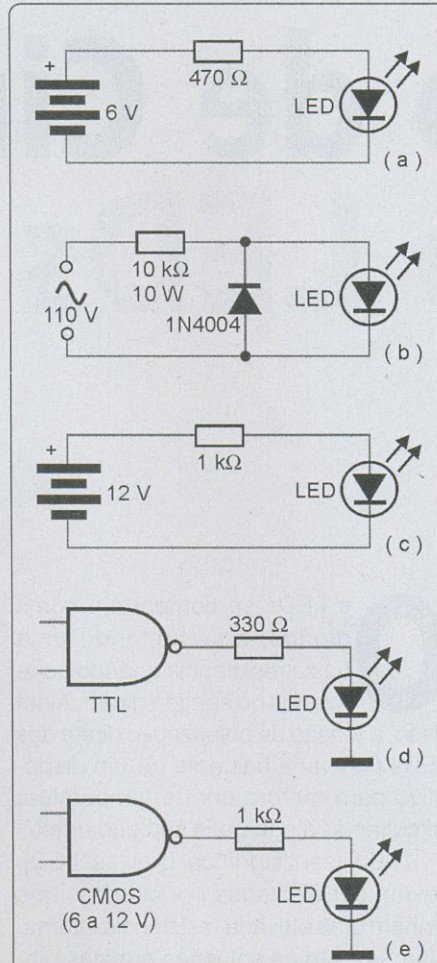 +
470 Ω
6 V
LED
( a )
10 kΩ
10 W
110 V
1N4004
LED
( b )
+
1 kΩ
12 V
LED
( c )
330 Ω
TTL
LED
( d )
1 kΩ
CMOS
(6 a 12 V)
LED
( e )